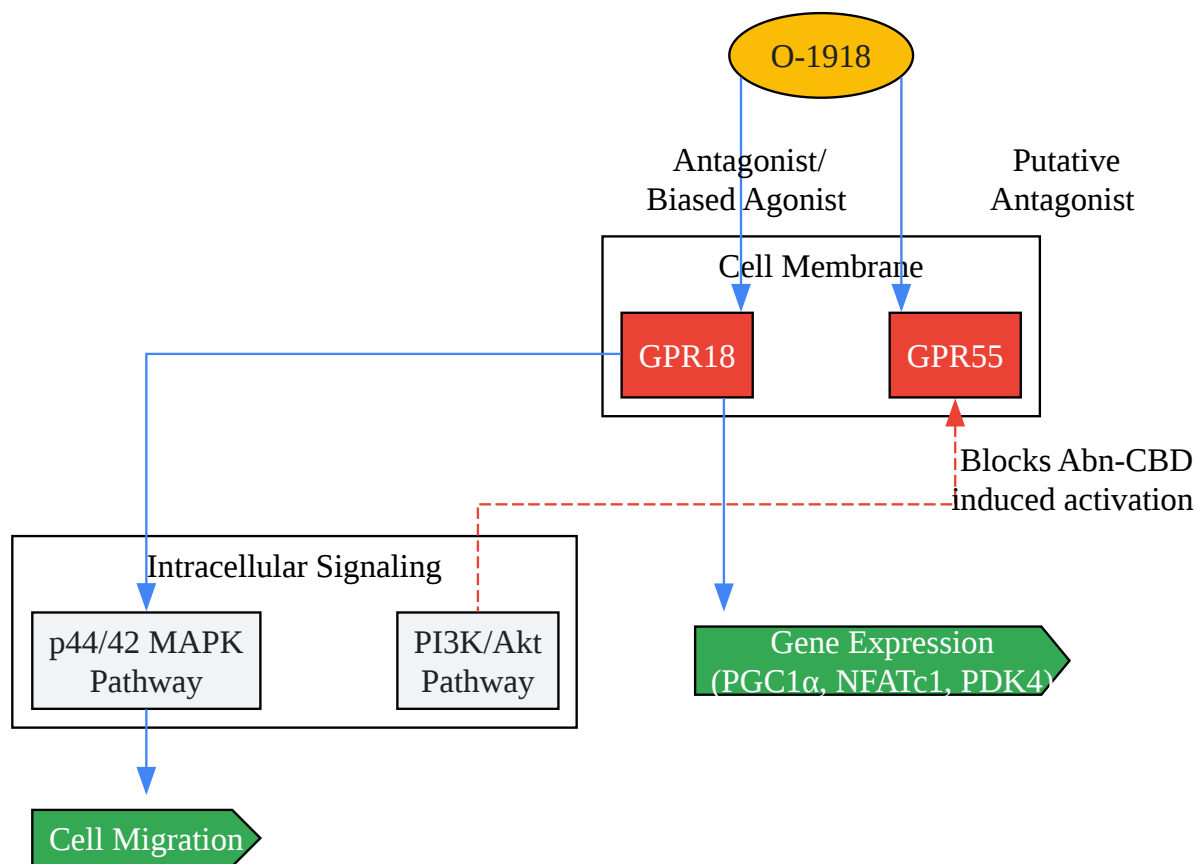 O-1918
Antagonist/
Biased Agonist
Putative
Antagonist
Cell Membrane
GPR18
GPR55
Blocks Abn-CBD
induced activation
Intracellular Signaling
p44/42 MAPK
Pathway
PI3K/Akt
Pathway
Gene Expression
(PGC1α, NFATc1, PDK4)
Cell Migration